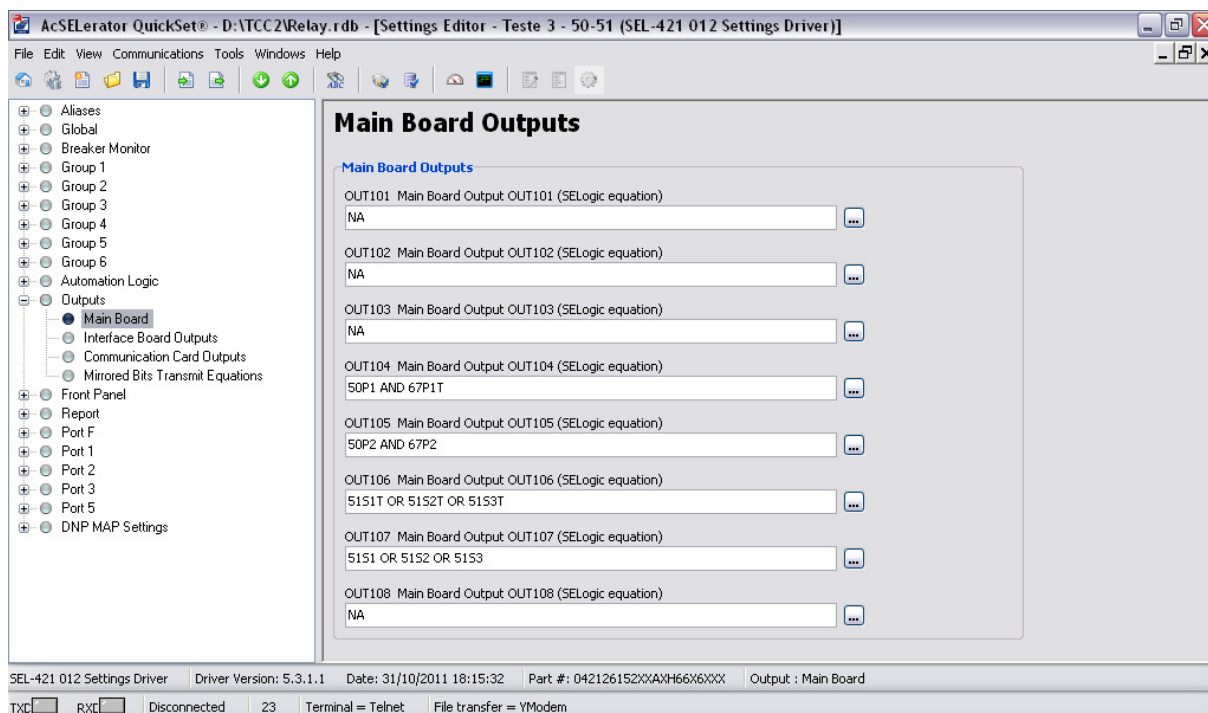 AcSELerator QuickSet® - D:\TCC2\Relay.rdb - [Settings Editor - Teste 3 - 50-51 (SEL-421 012 Settings Driver)]
File Edit View Communications Tools Windows Help
Aliases
Global
Breaker Monitor
Group 1
Group 2
Group 3
Group 4
Group 5
Group 6
Automation Logic
Outputs
Main Board
Interface Board Outputs
Communication Card Outputs
Mirrored Bits Transmit Equations
Front Panel
Report
Port F
Port 1
Port 2
Port 3
Port 5
DNP MAP Settings
Main Board Outputs
Main Board Outputs
OUT101 Main Board Output OUT101 (SELogic equation)
NA
...
OUT102 Main Board Output OUT102 (SELogic equation)
NA
...
OUT103 Main Board Output OUT103 (SELogic equation)
NA
...
OUT104 Main Board Output OUT104 (SELogic equation)
50P1 AND 67P1T
...
OUT105 Main Board Output OUT105 (SELogic equation)
50P2 AND 67P2
...
OUT106 Main Board Output OUT106 (SELogic equation)
51S1T OR 51S2T OR 51S3T
...
OUT107 Main Board Output OUT107 (SELogic equation)
51S1 OR 51S2 OR 51S3
...
OUT108 Main Board Output OUT108 (SELogic equation)
NA
...
SEL-421 012 Settings Driver Driver Version: 5.3.1.1 Date: 31/10/2011 18:15:32 Part #: 042126152XXAXH66X6XXX Output : Main Board
TXD RXD Disconnected 23 Terminal = Telnet File transfer = YModem